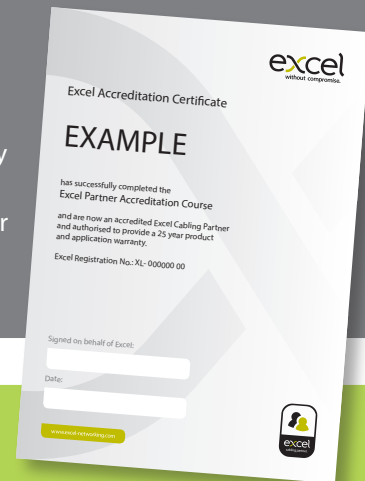 excel
without compromise.
Excel Accreditation Certificate
EXAMPLE
has successfully completed the
Excel Partner Accreditation Course
and are now an accredited Excel Cabling Partner
and authorised to provide a 25 year product
and application warranty.
Excel Registration No.: XL- 000000 00
Signed on behalf of Excel:
Date:
www.excel-networking.com
excel
cabling partner
y
r